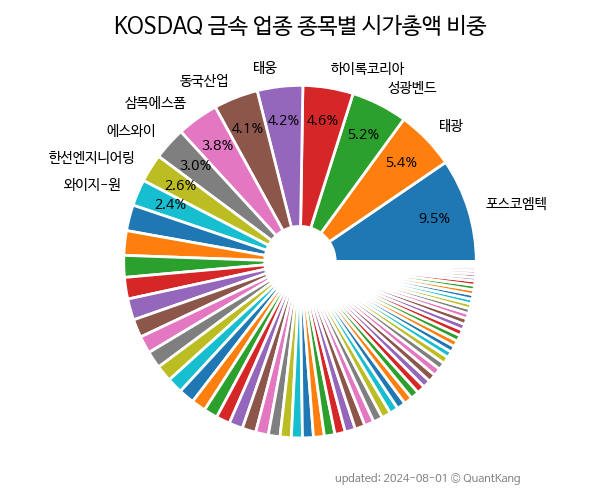 KOSDAQ 금속 업종 종목별 시가총액 비중
포스코엠텍
9.5%
태광
5.4%
성광벤드
5.2%
하이록코리아
4.6%
태웅
4.2%
동국산업
4.1%
삼목에스폼
3.8%
에스와이
3.0%
한선엔지니어링
2.6%
와이지-원
2.4%
updated: 2024-08-01 © QuantKang